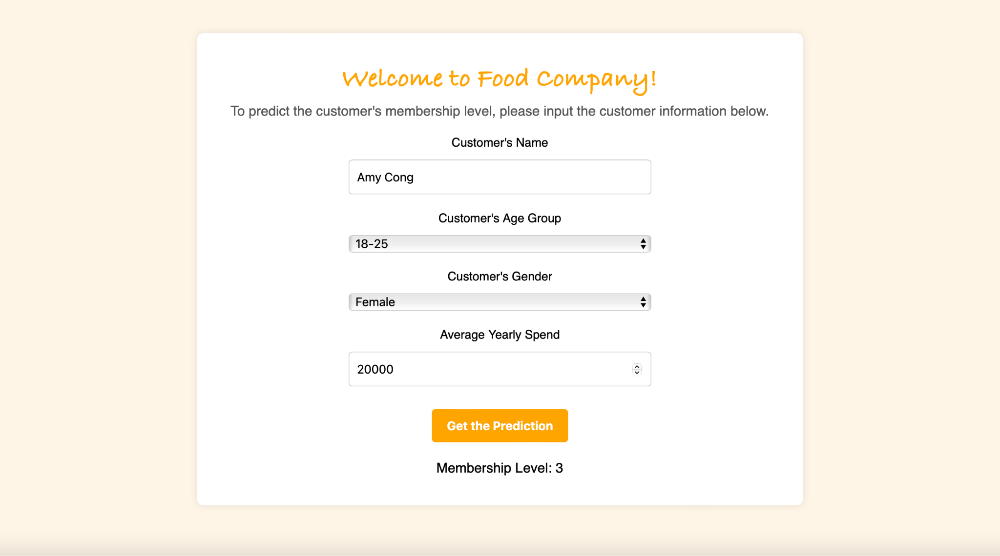 Welcome to Food Company!
To predict the customer's membership level, please input the customer information below.
Customer's Name
Amy Cong
Customer's Age Group
18-25
Customer's Gender
Female
Average Yearly Spend
20000
Get the Prediction
Membership Level: 3